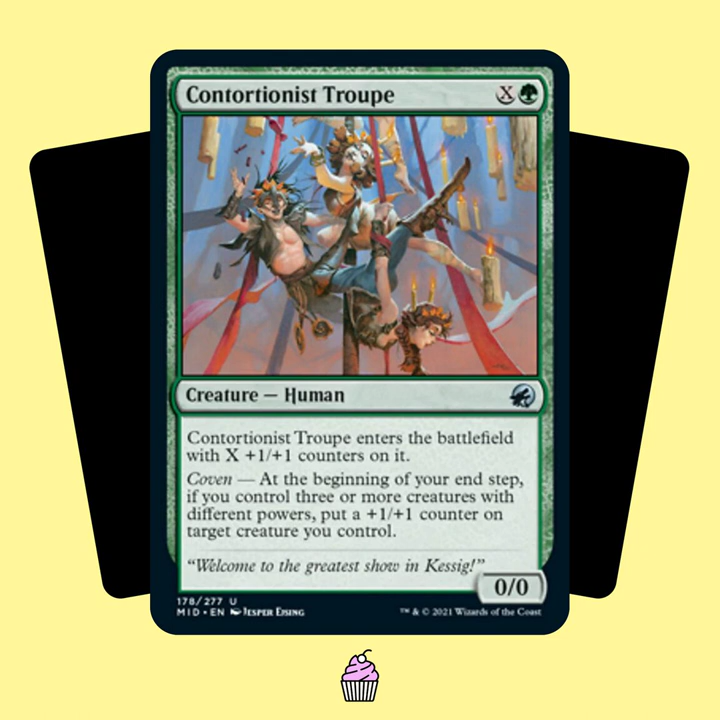 Contortionist Troupe X
Creature — Human
Contortionist Troupe enters the battlefield
with X +1/+1 counters on it.
Coven — At the beginning of your end step,
if you control three or more creatures with
different powers, put a +1/+1 counter on
target creature you control.
“Welcome to the greatest show in Kessig!”
0/0
178/277 U
MID • EN Jesper Ejsing
™ & © 2021 Wizards of the Coast